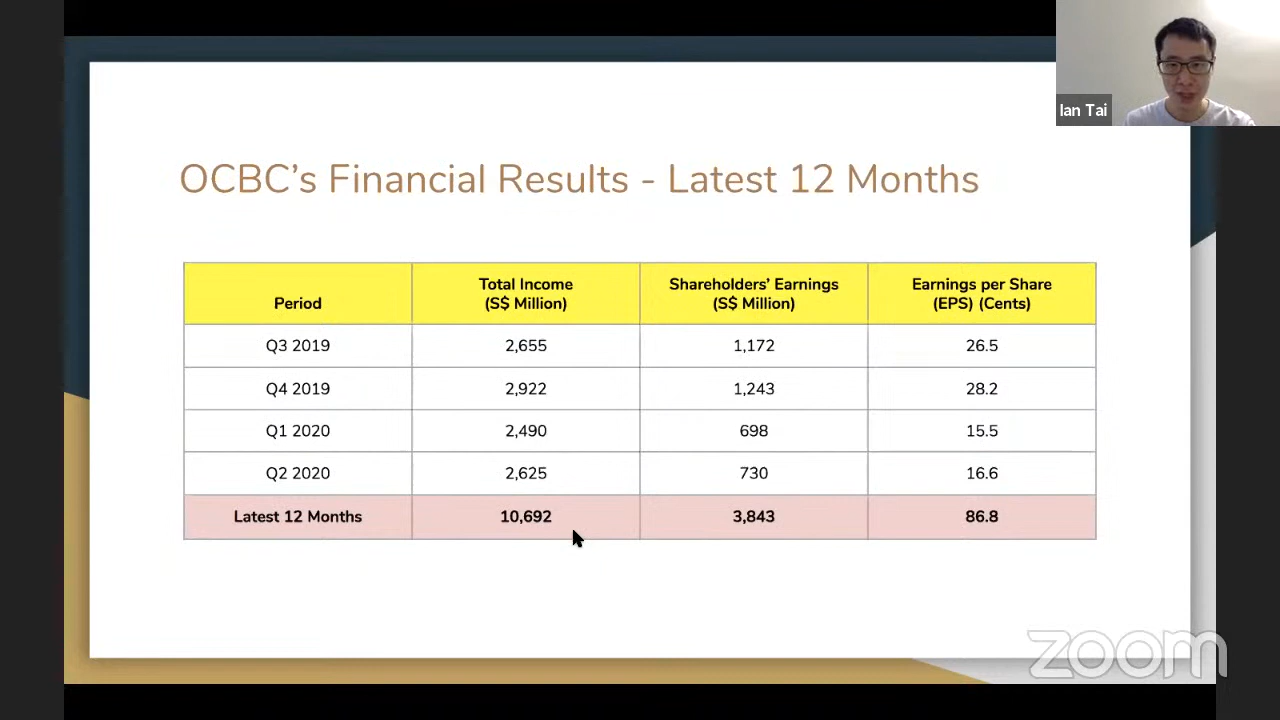 Ian Tai
OCBC’s Financial Results - Latest 12 Months
Period
Total Income
(S$ Million)
Shareholders’ Earnings
(S$ Million)
Earnings per Share
(EPS) (Cents)
Q3 2019 2,655 1,172 26.5
Q4 2019 2,922 1,243 28.2
Q1 2020 2,490 698 15.5
Q2 2020 2,625 730 16.6
Latest 12 Months 10,692 3,843 86.8
zoom